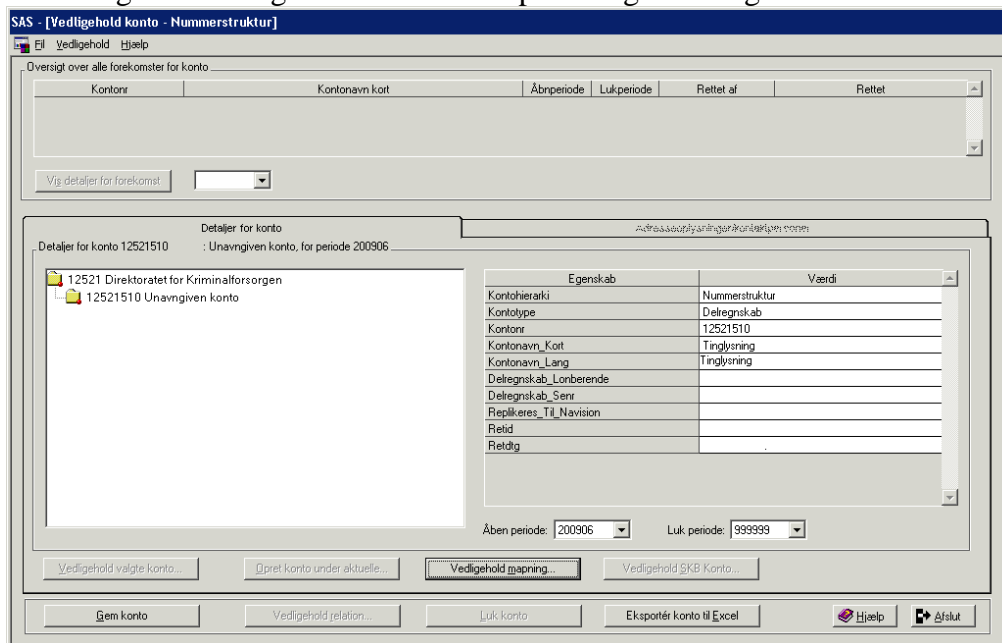 SAS - [Vedligehold konto - Nummerstruktur]
Fil Vedligehold Hjælp
Oversigt over alle forekomster for konto
Kontonr Kontonavn kort Åbnperiode Lukperiode Rettet af Rettet
Vis detaljer for forekomst
Detaljer for konto Adresseoplysninger/kontaktpersoner
Detaljer for konto 12521510 : Unavngiven konto, for periode 200906
12521 Direktoratet for Kriminalforsorgen
12521510 Unavngiven konto
Egenskab Værdi
Kontohierarki Nummerstruktur
Kontotype Delregnskab
Kontonr 12521510
Kontonavn_Kort Tinglysning
Kontonavn_Lang Tinglysning
Delregnskab_Lonberende
Delregnskab_Senr
Replikeres_Til_Navision
Retid
Retdtg .
Åben periode: 200906 Luk periode: 999999
Vedligehold valgte konto... Opret konto under aktuelle... Vedligehold mapning... Vedligehold SKB Konto...
Gem konto Vedligehold relation... Luk konto Eksportér konto til Excel Hjælp Afslut